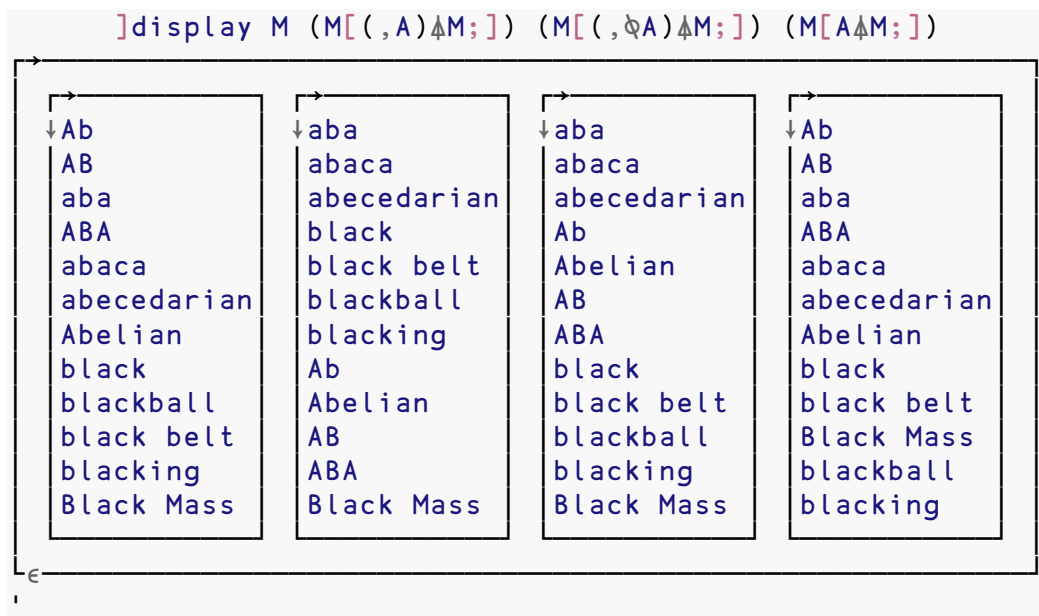 ]display M (M[(,A)⍋M;]) (M[(,⍉A)⍋M;]) (M[A⍋M;])
┌→────────────────────────────────────────────────────────┐
│ ┌→───────────┐ ┌→───────────┐ ┌→───────────┐ ┌→───────────┐ │
│ ↓Ab          │ ↓aba         │ ↓aba         │ ↓Ab          │ │
│ │AB          │ │abaca       │ │abaca       │ │AB          │ │
│ │aba         │ │abecedarian │ │abecedarian │ │aba         │ │
│ │ABA         │ │black       │ │Ab          │ │ABA         │ │
│ │abaca       │ │black belt  │ │Abelian     │ │abaca       │ │
│ │abecedarian │ │blackball   │ │AB          │ │abecedarian │ │
│ │Abelian     │ │blacking    │ │ABA         │ │Abelian     │ │
│ │black       │ │Ab          │ │black       │ │black       │ │
│ │blackball   │ │Abelian     │ │black belt  │ │black belt  │ │
│ │black belt  │ │AB          │ │blackball   │ │Black Mass  │ │
│ │blacking    │ │ABA         │ │blacking    │ │blackball   │ │
│ │Black Mass  │ │Black Mass  │ │Black Mass  │ │blacking    │ │
│ └────────────┘ └────────────┘ └────────────┘ └────────────┘ │
└∊────────────────────────────────────────────────────────┘
'